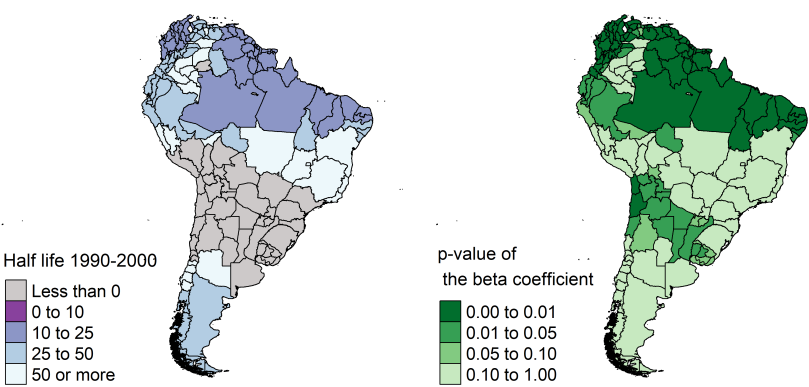 Half life 1990-2000
Less than 0
0 to 10
10 to 25
25 to 50
50 or more
p-value of
the beta coefficient
0.00 to 0.01
0.01 to 0.05
0.05 to 0.10
0.10 to 1.00